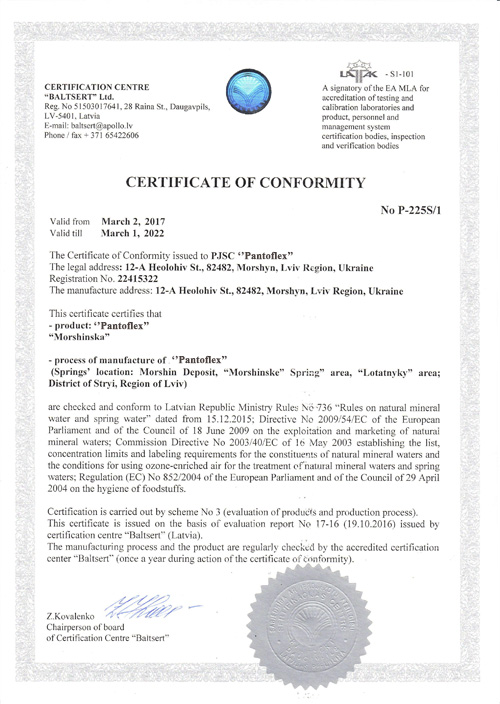 CERTIFICATION CENTRE
"BALTSERT" Ltd.
Reg. No 51503017641, 28 Raina St., Daugavpils,
LV-5401, Latvia
E-mail: baltsert@apollo.lv
Phone / fax + 371 65422606
LATAK - S1-101
A signatory of the EA MLA for
accreditation of testing and
calibration laboratories and
product, personnel and
management system
certification bodies, inspection
and verification bodies
CERTIFICATE OF CONFORMITY
No P-225S/1
Valid from March 2, 2017
Valid till March 1, 2022
The Certificate of Conformity issued to PJSC "Pantoflex"
The legal address: 12-A Heolohiv St., 82482, Morshyn, Lviv Region, Ukraine
Registration No. 22415322
The manufacture address: 12-A Heolohiv St., 82482, Morshyn, Lviv Region, Ukraine
This certificate certifies that
- product: "Pantoflex"
"Morshinska"
- process of manufacture of "Pantoflex"
(Springs' location: Morshin Deposit, "Morshinske" Spring" area, "Lotatnyky" area;
District of Stryi, Region of Lviv)
are checked and conform to Latvian Republic Ministry Rules № 736 "Rules on natural mineral
water and spring water" dated from 15.12.2015; Directive No 2009/54/EC of the European
Parliament and of the Council of 18 June 2009 on the exploitation and marketing of natural
mineral waters; Commission Directive No 2003/40/EC of 16 May 2003 establishing the list,
concentration limits and labeling requirements for the constituents of natural mineral waters and
the conditions for using ozone-enriched air for the treatment of natural mineral waters and spring
waters; Regulation (EC) No 852/2004 of the European Parliament and of the Council of 29 April
2004 on the hygiene of foodstuffs.
Certification is carried out by scheme No 3 (evaluation of products and production process).
This certificate is issued on the basis of evaluation report No 17-16 (19.10.2016) issued by
certification centre "Baltsert" (Latvia).
The manufacturing process and the product are regularly checked by the accredited certification
center "Baltsert" (once a year during action of the certificate of conformity).
Z.Kovalenko
Chairperson of board
of Certification Centre "Baltsert"